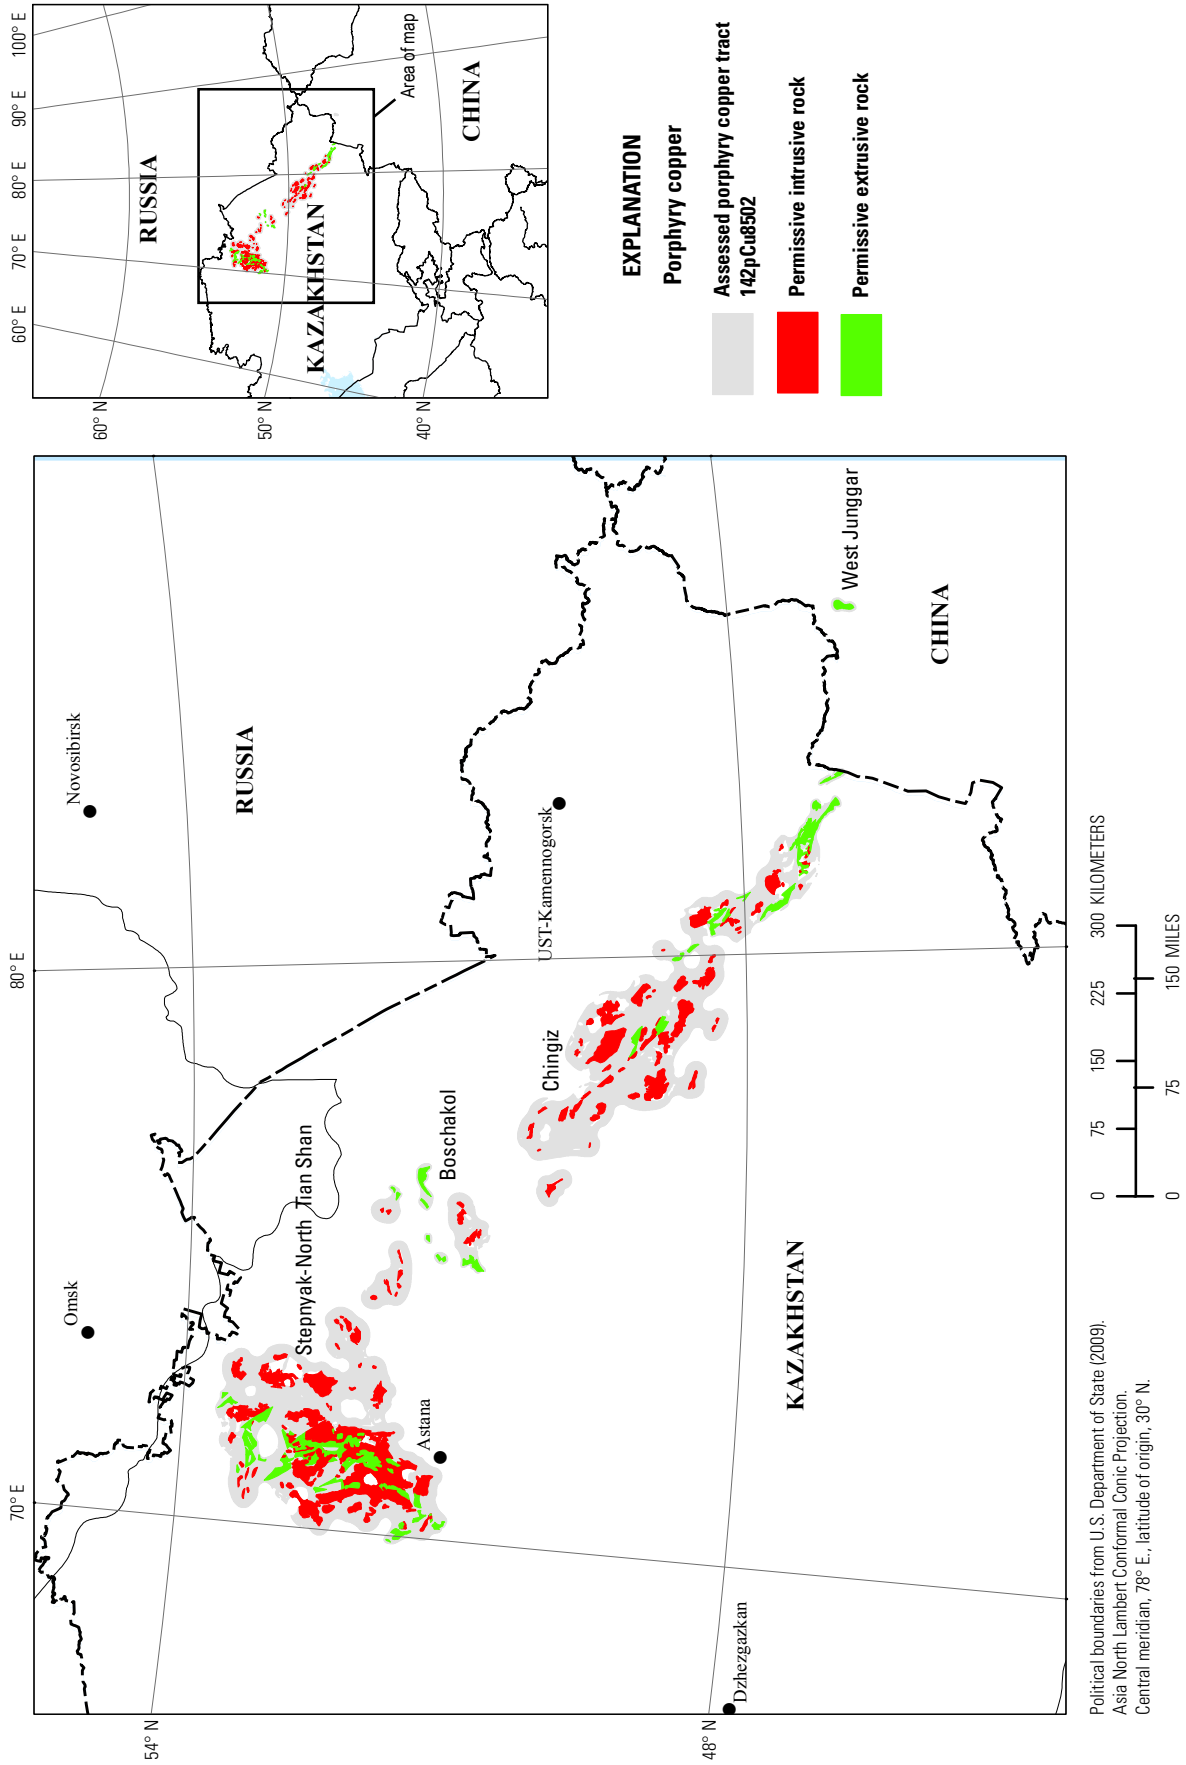 70° E
80° E
54° N
48° N
Omsk
Novosibirsk
RUSSIA
Stepnyak-North Tian Shan
Astana
Boschakol
Chingiz
UST-Kamennogorsk
West Junggar
KAZAKHSTAN
CHINA
Dzhezgazkan
Political boundaries from U.S. Department of State (2009).
Asia North Lambert Conformal Conic Projection.
Central meridian, 78° E., latitude of origin, 30° N.
0 75 150 225 300 KILOMETERS
0 75 150 MILES
60° E
70° E
80° E
90° E
100° E
60° N
50° N
40° N
RUSSIA
KAZAKHSTAN
CHINA
Area of map
EXPLANATION
Porphyry copper
Assessed porphyry copper tract
142pCu8502
Permissive intrusive rock
Permissive extrusive rock